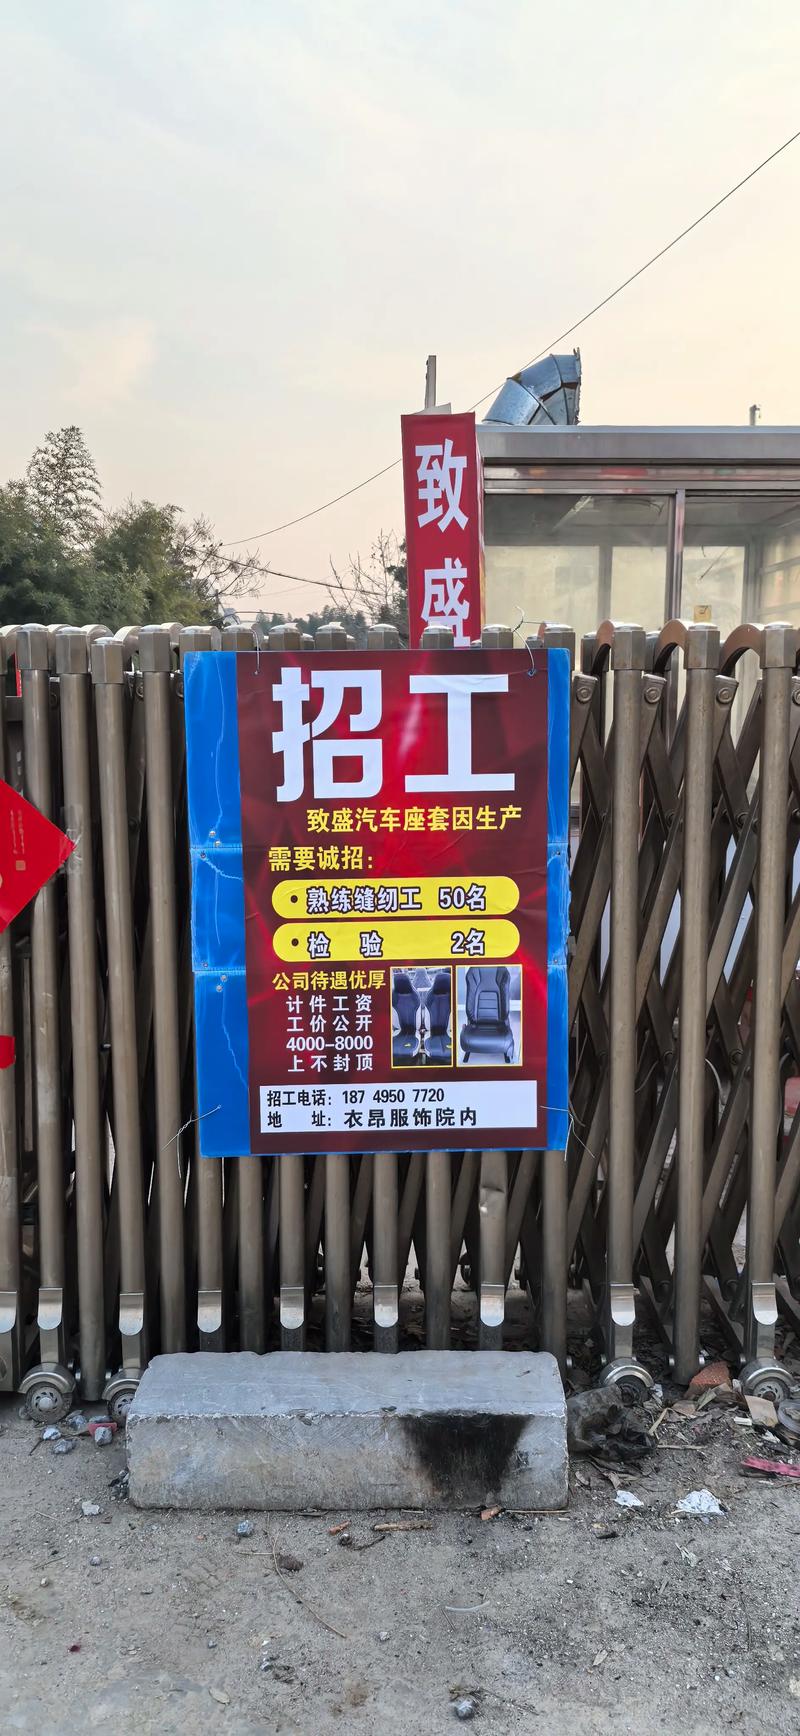 致盛
招工
致盛汽车座套因生产
需要诚招：
·熟练缝纫工 50名
·检 验 2名
公司待遇优厚
计件工资
工价公开
4000-8000
上不封顶
招工电话：187 4950 7720
地 址：衣昂服饰院内